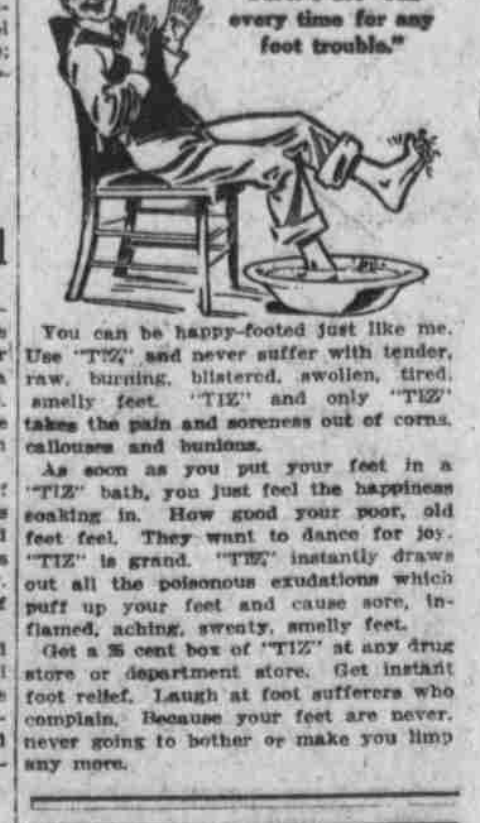 every time for any
foot trouble."
You can be happy-footed just like me.
Use "TIZ," and never suffer with tender,
raw, burning, blistered, swollen, tired,
smelly feet. "TIZ" and only "TIZ"
takes the pain and soreness out of corns,
callouses and bunions.
As soon as you put your feet in a
"TIZ" bath, you just feel the happiness
soaking in. How good your poor, old
feet feel. They want to dance for joy.
"TIZ" is grand. "TIZ" instantly draws
out all the poisonous exudations which
puff up your feet and cause sore, in-
flamed, aching, sweaty, smelly feet.
Get a 25 cent box of "TIZ" at any drug
store or department store. Get instant
foot relief. Laugh at foot sufferers who
complain. Because your feet are never,
never going to bother or make you limp
any more.